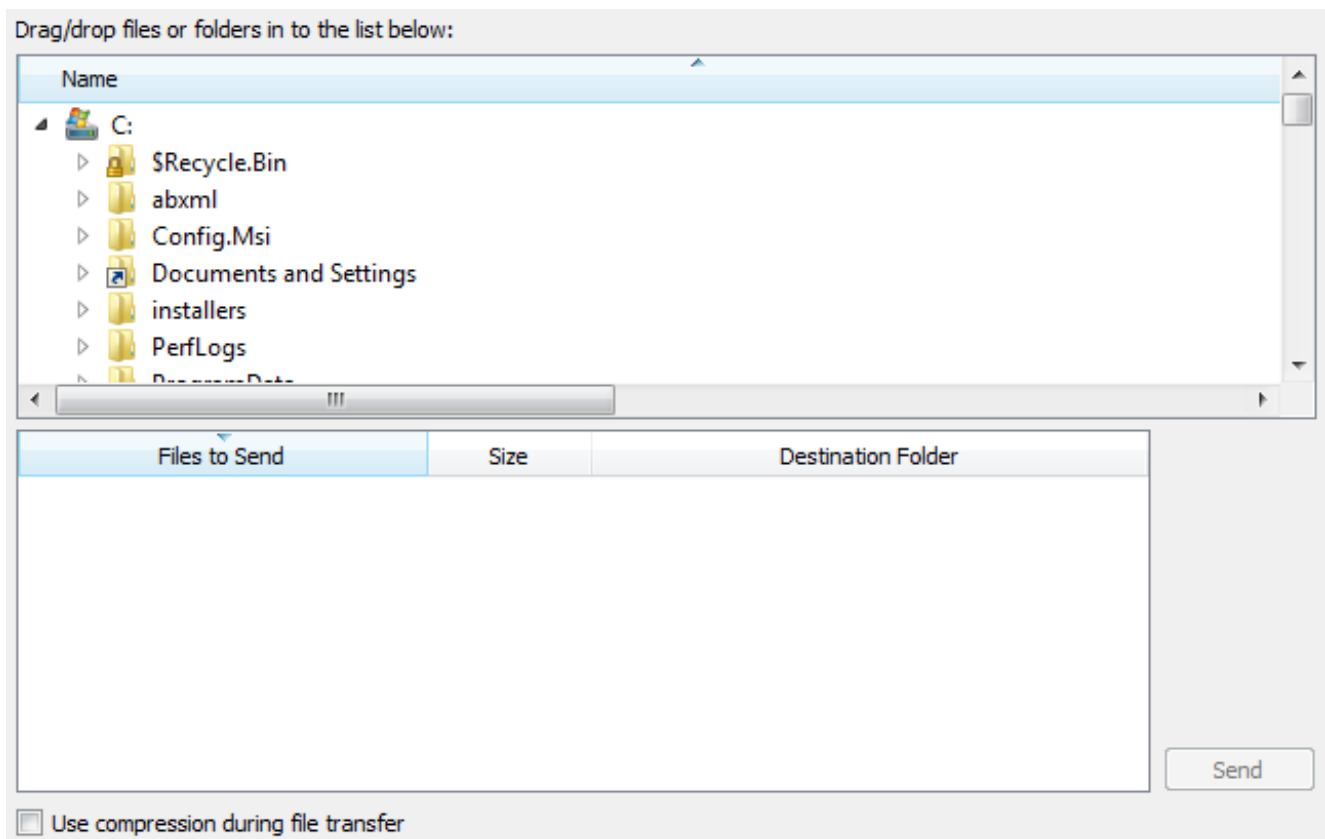 Drag/drop files or folders in to the list below:
Name
C:
$Recycle.Bin
abxml
Config.Msi
Documents and Settings
installers
PerfLogs
ProgramData
Files to Send Size Destination Folder
Send
Use compression during file transfer